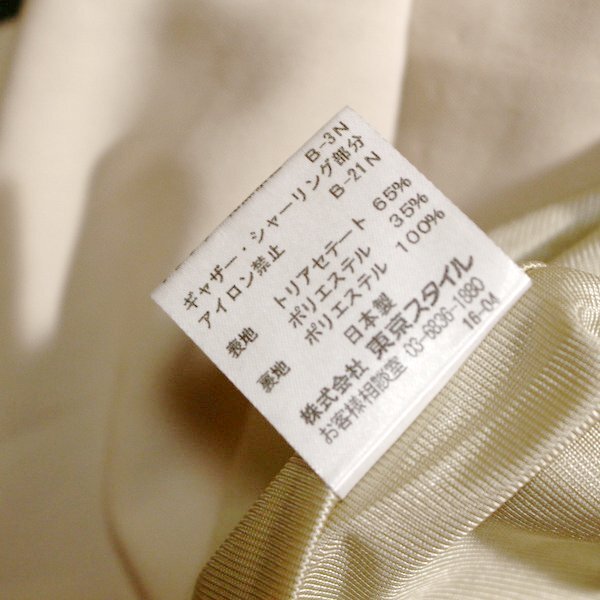 B-3N
ギャザー・シャーリング部分
アイロン禁止 B-21N
表地 トリアセテート 65%
ポリエステル 35%
裏地 ポリエステル 100%
日本製
株式会社 東京スタイル
お客様相談室 03-6836-1880
16-04